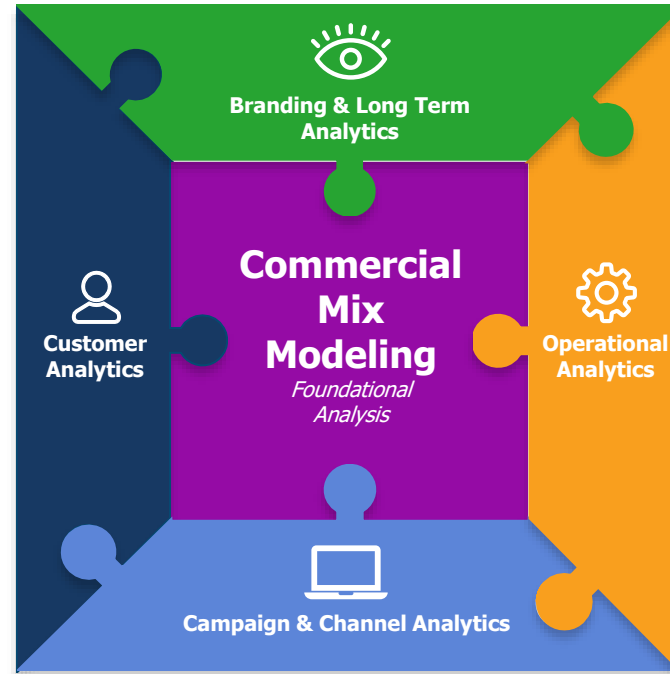 Branding & Long Term
Analytics
Commercial
Mix
Modeling
Foundational
Analysis
Customer
Analytics
Operational
Analytics
Campaign & Channel Analytics